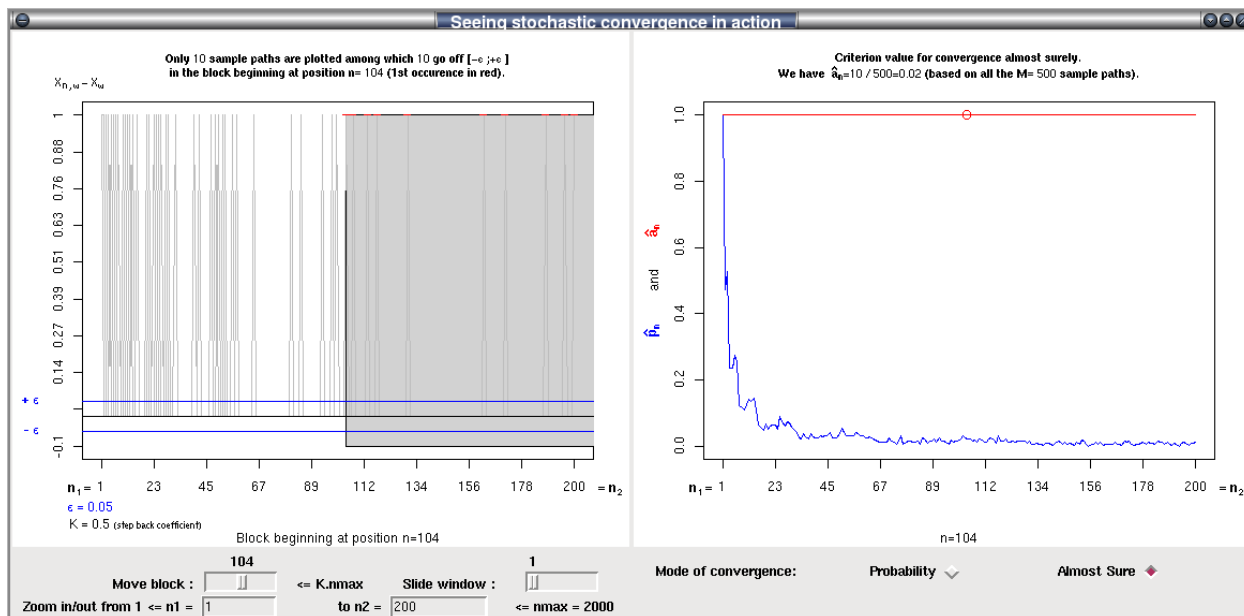 Seeing stochastic convergence in action
Only 10 sample paths are plotted among which 10 go off [-ϵ ;+ϵ ]
in the block beginning at position n= 104 (1st occurence in red).
Xn,ω − Xω
1
0.88
0.76
0.63
0.51
0.39
0.27
0.14
-0.1
+ ϵ
- ϵ
n1 = 1 23 45 67 89 112 134 156 178 200 = n2
ϵ = 0.05
K = 0.5 (step back coefficient)
Block beginning at position n=104
Criterion value for convergence almost surely.
We have ân=10 / 500=0.02 (based on all the M= 500 sample paths).
1.0
0.8
0.6
0.4
0.2
0.0
p̂n and ân
n1 = 1 23 45 67 89 112 134 156 178 200 = n2
n=104
104
Move block : <= K.nmax
1
Slide window :
Zoom in/out from 1 <= n1 = 1 to n2 = 200 <= nmax = 2000
Mode of convergence: Probability Almost Sure